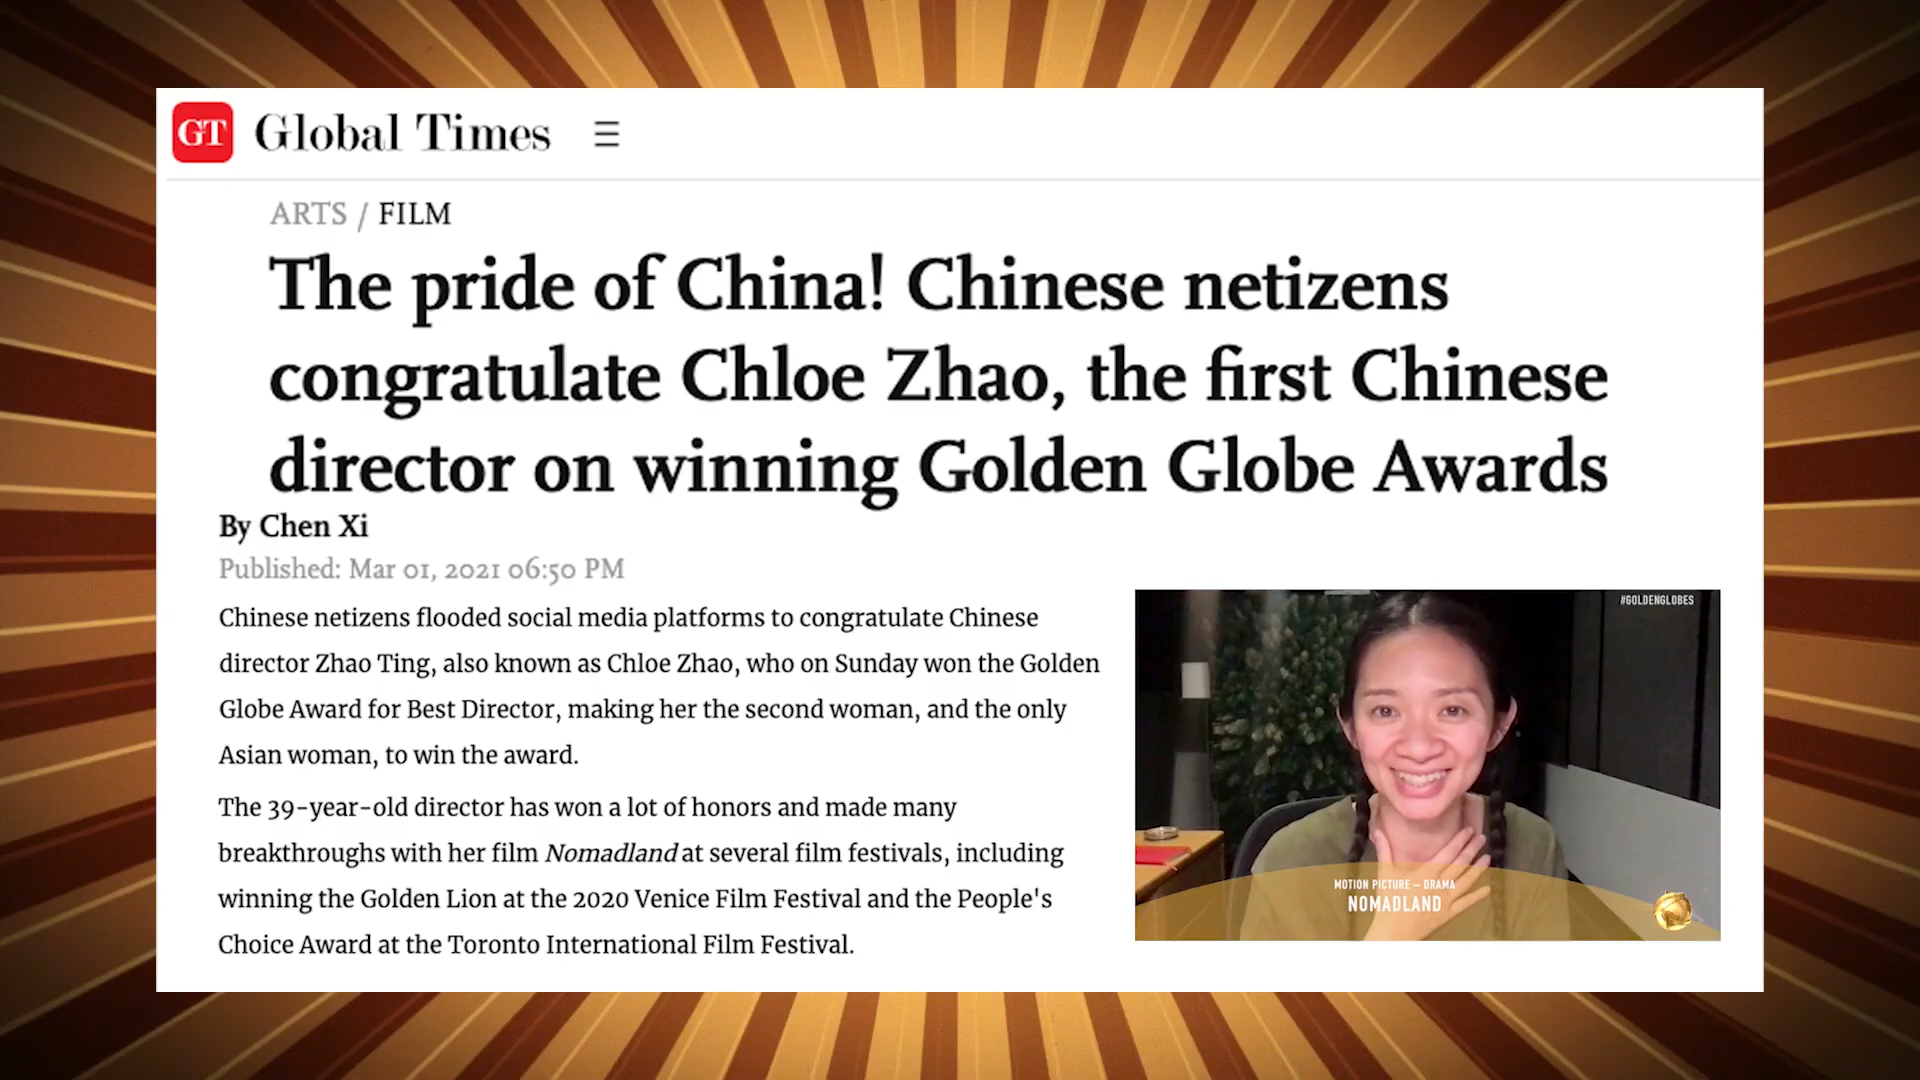 GT Global Times
ARTS / FILM
The pride of China! Chinese netizens
congratulate Chloe Zhao, the first Chinese
director on winning Golden Globe Awards
By Chen Xi
Published: Mar 01, 2021 06:50 PM
Chinese netizens flooded social media platforms to congratulate Chinese
director Zhao Ting, also known as Chloe Zhao, who on Sunday won the Golden
Globe Award for Best Director, making her the second woman, and the only
Asian woman, to win the award.
The 39-year-old director has won a lot of honors and made many
breakthroughs with her film Nomadland at several film festivals, including
winning the Golden Lion at the 2020 Venice Film Festival and the People's
Choice Award at the Toronto International Film Festival.
#GOLDENGLOBES
MOTION PICTURE – DRAMA
NOMADLAND